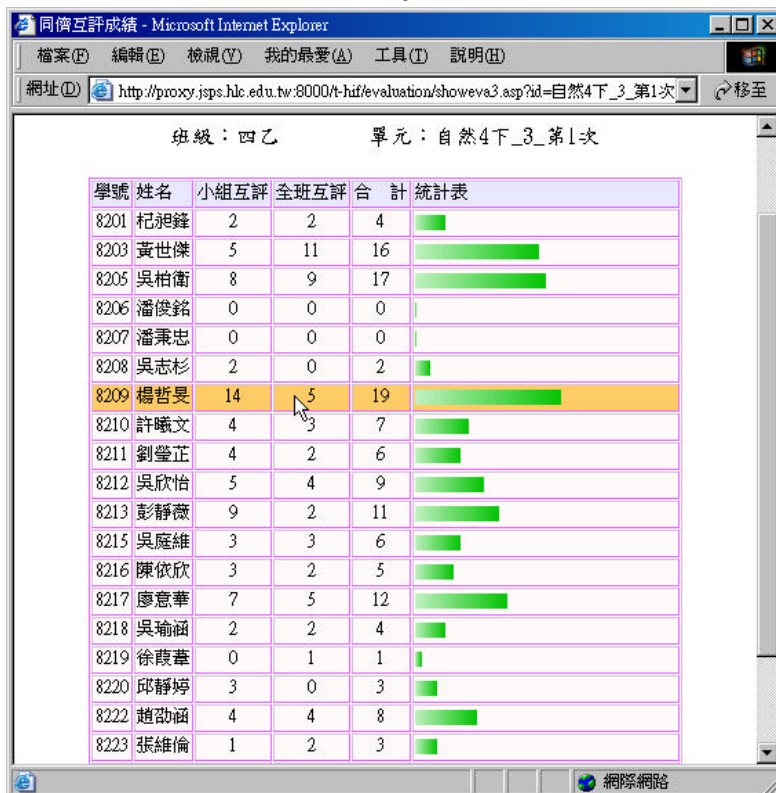 同儕互評成績 - Microsoft Internet Explorer
檔案(F) 編輯(E) 檢視(V) 我的最愛(A) 工具(T) 說明(H)
網址(D) http://proxy.jsps.hlc.edu.tw:8000/t-hif/evaluation/showeva3.asp?id=自然4下_3_第1次 移至
班級：四乙 單元：自然4下_3_第1次
學號 姓名 小組互評 全班互評 合 計 統計表
8201 杞昶鋒 2 2 4
8203 黃世傑 5 11 16
8205 吳柏衛 8 9 17
8206 潘俊銘 0 0 0
8207 潘秉忠 0 0 0
8208 吳志杉 2 0 2
8209 楊哲旻 14 5 19
8210 許曦文 4 3 7
8211 劉瑩芷 4 2 6
8212 吳欣怡 5 4 9
8213 彭靜薇 9 2 11
8215 吳庭維 3 3 6
8216 陳依欣 3 2 5
8217 廖意華 7 5 12
8218 吳瑜涵 2 2 4
8219 徐葭葦 0 1 1
8220 邱靜婷 3 0 3
8222 趙劭涵 4 4 8
8223 張維倫 1 2 3
網際網路